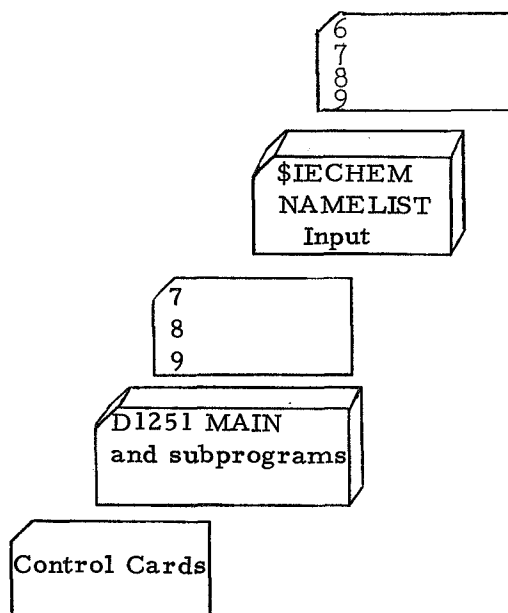 6
7
8
9
$IECHEM
NAMELIST
Input
7
8
9
D1251 MAIN
and subprograms
Control Cards